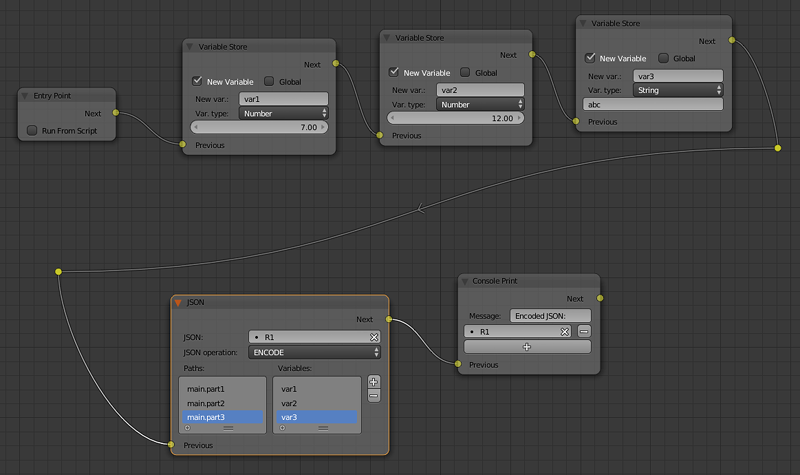 Entry Point
Next
Run From Script
Variable Store
Next
New Variable Global
New var.: var1
Var. type: Number
7.00
Previous
Variable Store
Next
New Variable Global
New var.: var2
Var. type: Number
12.00
Previous
Variable Store
Next
New Variable Global
New var.: var3
Var. type: String
abc
Previous
JSON
Next
JSON: R1
JSON operation: ENCODE
Paths: Variables:
main.part1 var1
main.part2 var2
main.part3 var3
Previous
Console Print
Next
Message: Encoded JSON:
R1
Previous